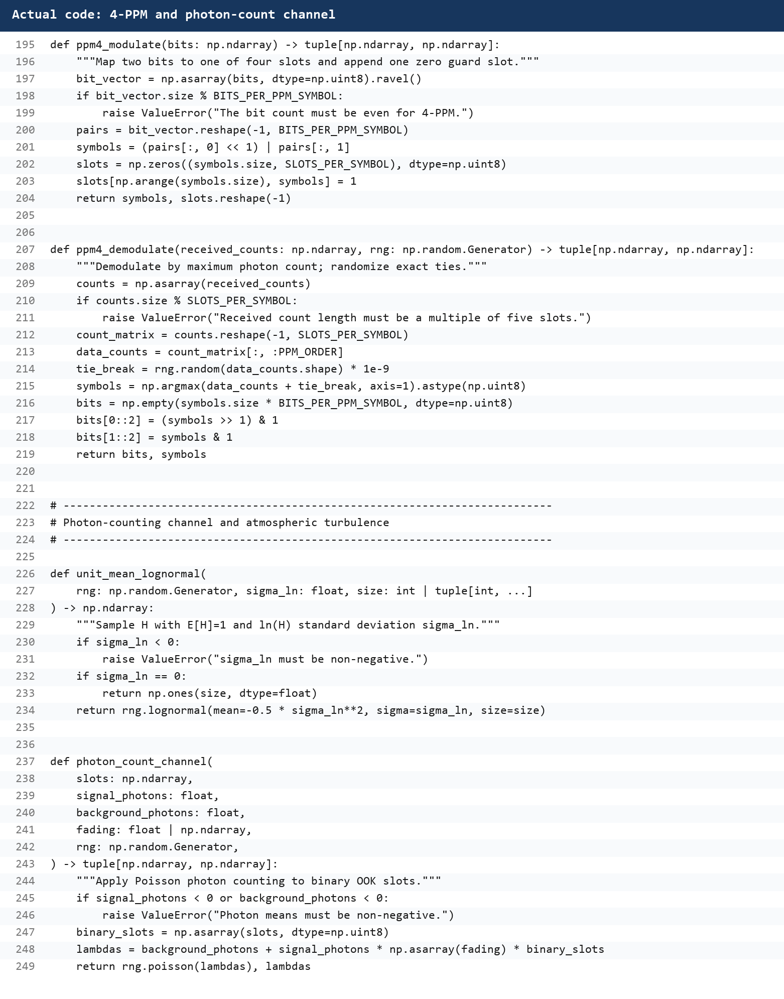 Actual code: 4-PPM and photon-count channel
195 def ppm4_modulate(bits: np.ndarray) -> tuple[np.ndarray, np.ndarray]:
196     """Map two bits to one of four slots and append one zero guard slot."""
197     bit_vector = np.asarray(bits, dtype=np.uint8).ravel()
198     if bit_vector.size % BITS_PER_PPM_SYMBOL:
199         raise ValueError("The bit count must be even for 4-PPM.")
200     pairs = bit_vector.reshape(-1, BITS_PER_PPM_SYMBOL)
201     symbols = (pairs[:, 0] << 1) | pairs[:, 1]
202     slots = np.zeros((symbols.size, SLOTS_PER_SYMBOL), dtype=np.uint8)
203     slots[np.arange(symbols.size), symbols] = 1
204     return symbols, slots.reshape(-1)
205
206
207 def ppm4_demodulate(received_counts: np.ndarray, rng: np.random.Generator) -> tuple[np.ndarray, np.ndarray]:
208     """Demodulate by maximum photon count; randomize exact ties."""
209     counts = np.asarray(received_counts)
210     if counts.size % SLOTS_PER_SYMBOL:
211         raise ValueError("Received count length must be a multiple of five slots.")
212     count_matrix = counts.reshape(-1, SLOTS_PER_SYMBOL)
213     data_counts = count_matrix[:, :PPM_ORDER]
214     tie_break = rng.random(data_counts.shape) * 1e-9
215     symbols = np.argmax(data_counts + tie_break, axis=1).astype(np.uint8)
216     bits = np.empty(symbols.size * BITS_PER_PPM_SYMBOL, dtype=np.uint8)
217     bits[0::2] = (symbols >> 1) & 1
218     bits[1::2] = symbols & 1
219     return bits, symbols
220
221
222 # ---------------------------------------------------------------------------
223 # Photon-counting channel and atmospheric turbulence
224 # ---------------------------------------------------------------------------
225
226 def unit_mean_lognormal(
227     rng: np.random.Generator, sigma_ln: float, size: int | tuple[int, ...]
228 ) -> np.ndarray:
229     """Sample H with E[H]=1 and ln(H) standard deviation sigma_ln."""
230     if sigma_ln < 0:
231         raise ValueError("sigma_ln must be non-negative.")
232     if sigma_ln == 0:
233         return np.ones(size, dtype=float)
234     return rng.lognormal(mean=-0.5 * sigma_ln**2, sigma=sigma_ln, size=size)
235
236
237 def photon_count_channel(
238     slots: np.ndarray,
239     signal_photons: float,
240     background_photons: float,
241     fading: float | np.ndarray,
242     rng: np.random.Generator,
243 ) -> tuple[np.ndarray, np.ndarray]:
244     """Apply Poisson photon counting to binary OOK slots."""
245     if signal_photons < 0 or background_photons < 0:
246         raise ValueError("Photon means must be non-negative.")
247     binary_slots = np.asarray(slots, dtype=np.uint8)
248     lambdas = background_photons + signal_photons * np.asarray(fading) * binary_slots
249     return rng.poisson(lambdas), lambdas